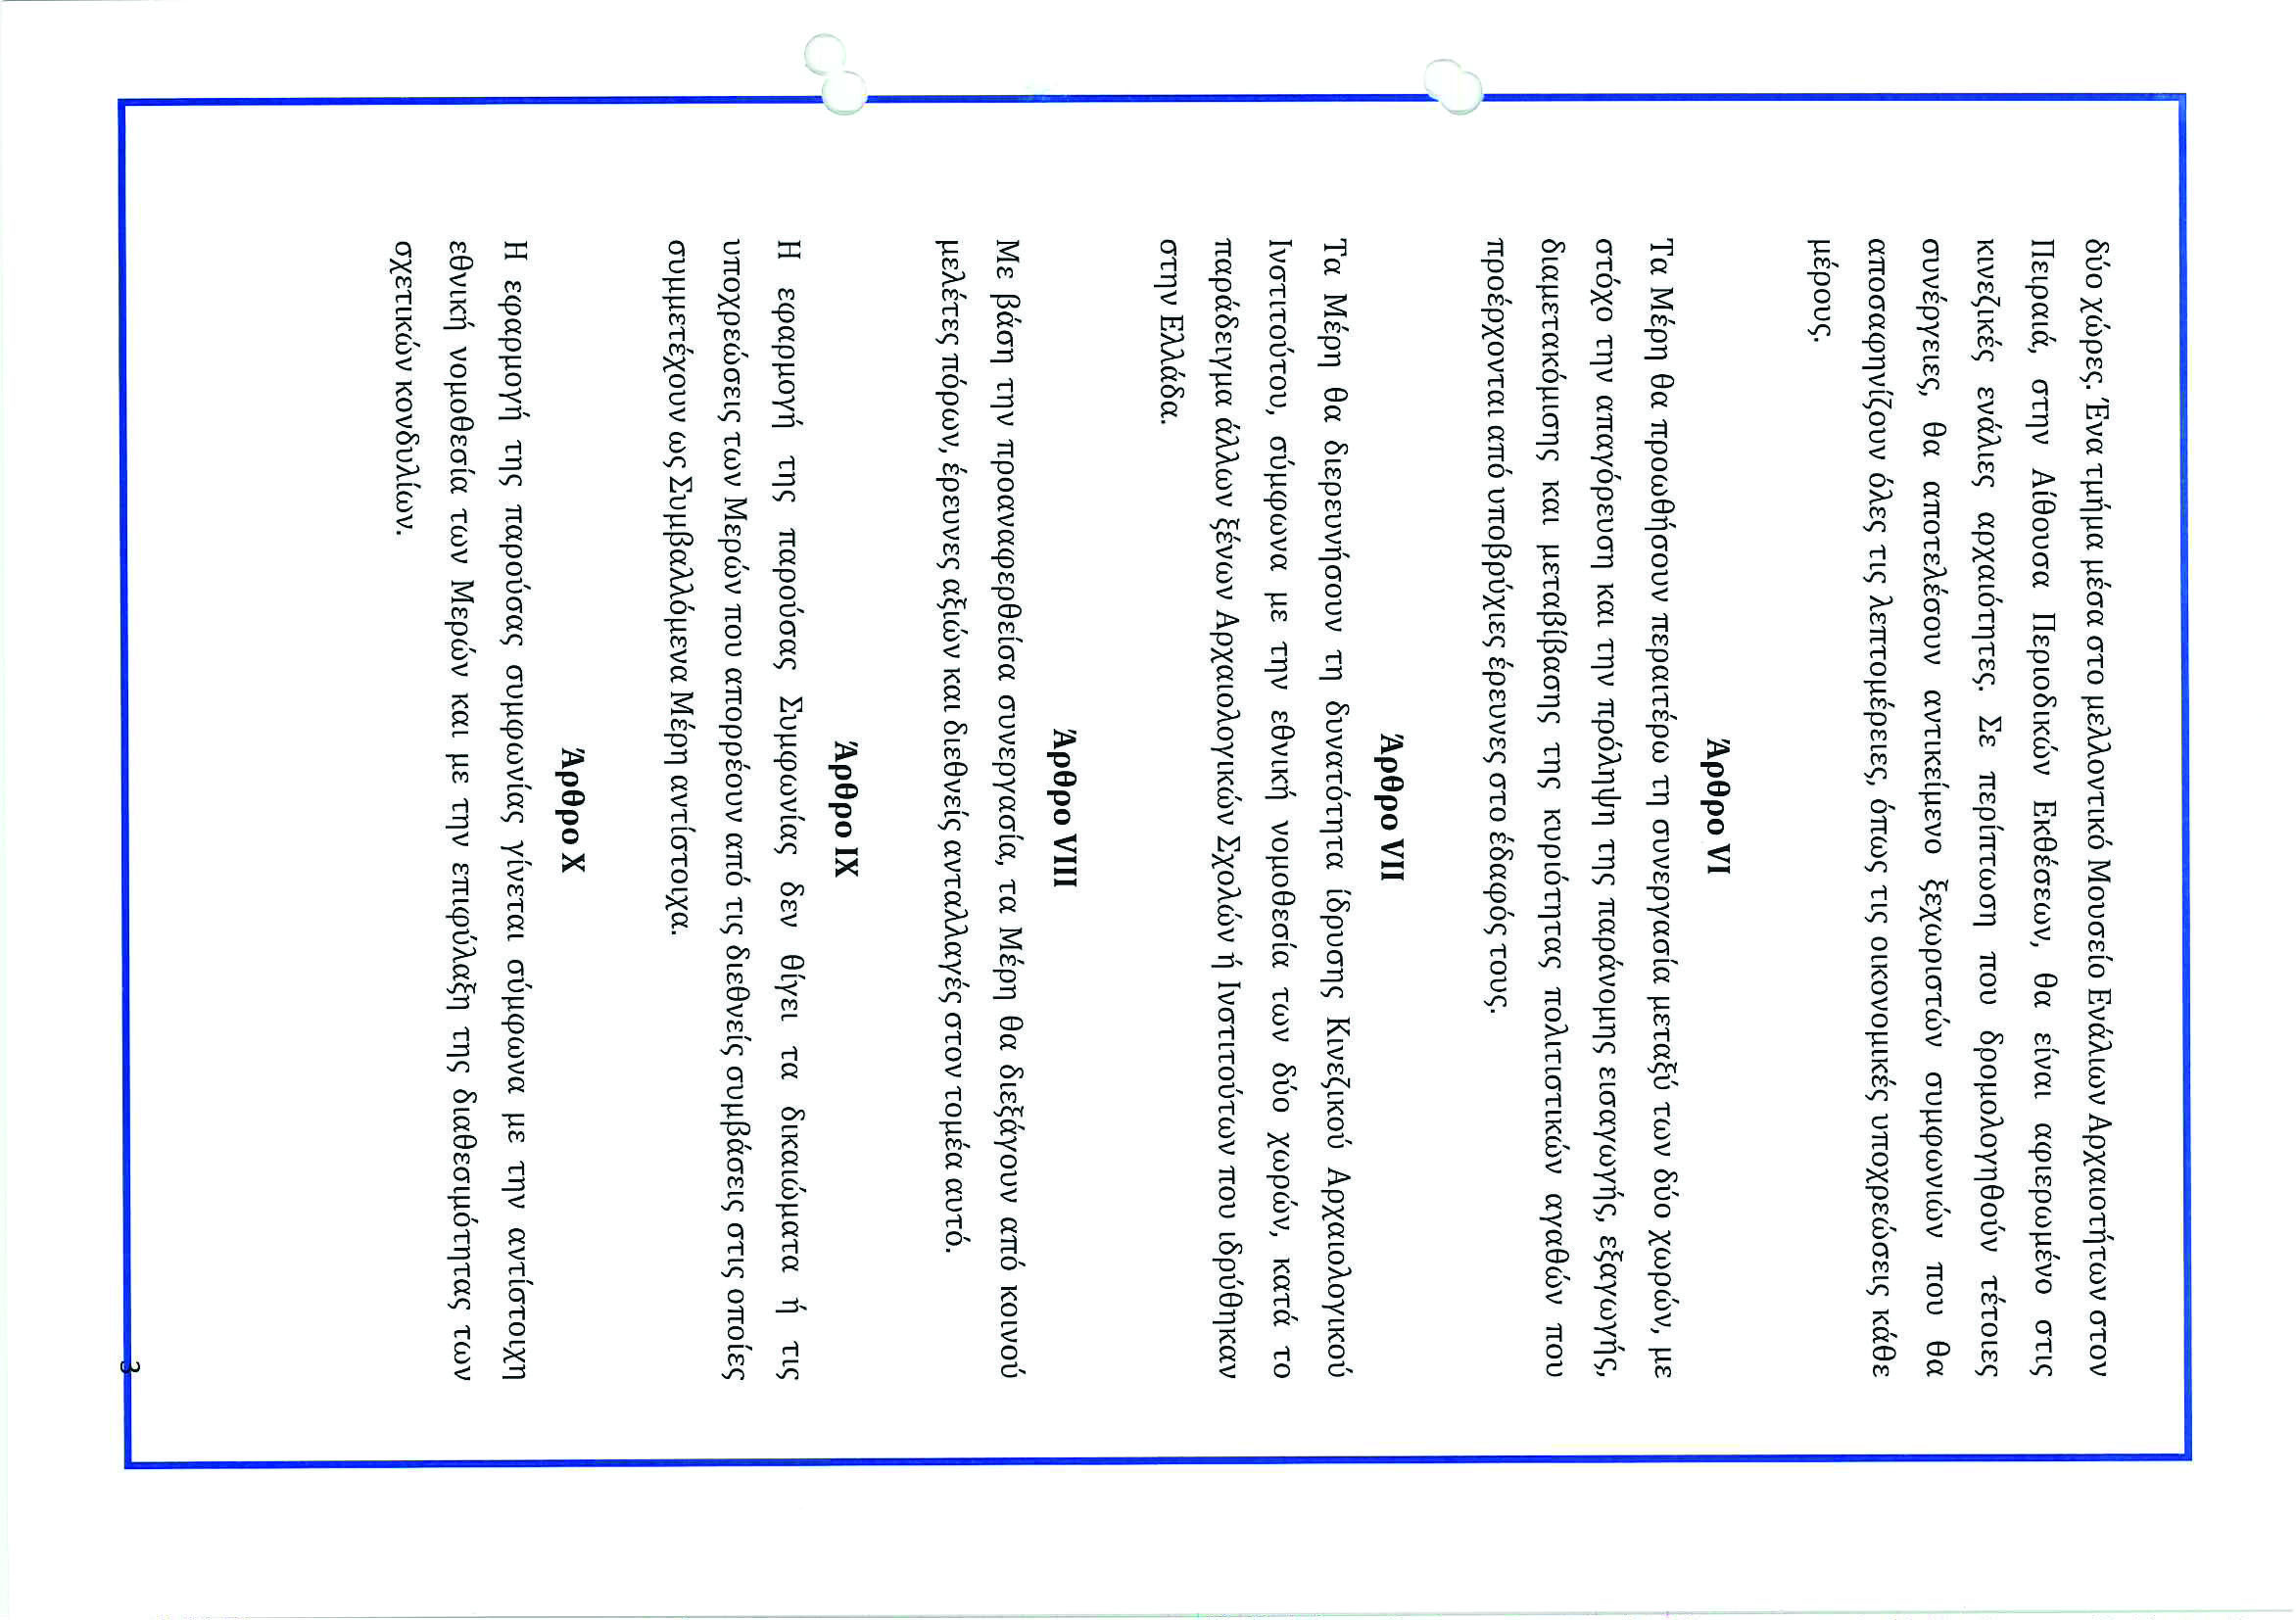 δύο χώρες. Ένα τμήμα μέσα στο μελλοντικό Μουσείο Ενάλιων Αρχαιοτήτων στον
Πειραιά, στην Αίθουσα Περιοδικών Εκθέσεων, θα είναι αφιερωμένο στις
κινεζικές ενάλιες αρχαιότητες. Σε περίπτωση που δρομολογηθούν τέτοιες
συνέργειες, θα αποτελέσουν αντικείμενο ξεχωριστών συμφωνιών που θα
αποσαφηνίζουν όλες τις λεπτομέρειες, όπως τις οικονομικές υποχρεώσεις κάθε
μέρους.
Άρθρο VI
Τα Μέρη θα προωθήσουν περαιτέρω τη συνεργασία μεταξύ των δύο χωρών, με
στόχο την απαγόρευση και την πρόληψη της παράνομης εισαγωγής, εξαγωγής,
διαμετακόμισης και μεταβίβασης της κυριότητας πολιτιστικών αγαθών που
προέρχονται από υποβρύχιες έρευνες στο έδαφός τους.
Άρθρο VII
Τα Μέρη θα διερευνήσουν τη δυνατότητα ίδρυσης Κινεζικού Αρχαιολογικού
Ινστιτούτου, σύμφωνα με την εθνική νομοθεσία των δύο χωρών, κατά το
παράδειγμα άλλων ξένων Αρχαιολογικών Σχολών ή Ινστιτούτων που ιδρύθηκαν
στην Ελλάδα.
Άρθρο VIII
Με βάση την προαναφερθείσα συνεργασία, τα Μέρη θα διεξάγουν από κοινού
μελέτες πόρων, έρευνες αξιών και διεθνείς ανταλλαγές στον τομέα αυτό.
Άρθρο IX
Η εφαρμογή της παρούσας Συμφωνίας δεν θίγει τα δικαιώματα ή τις
υποχρεώσεις των Μερών που απορρέουν από τις διεθνείς συμβάσεις στις οποίες
συμμετέχουν ως Συμβαλλόμενα Μέρη αντίστοιχα.
Άρθρο X
Η εφαρμογή της παρούσας συμφωνίας γίνεται σύμφωνα με την αντίστοιχη
εθνική νομοθεσία των Μερών και με την επιφύλαξη της διαθεσιμότητας των
σχετικών κονδυλίων.
3